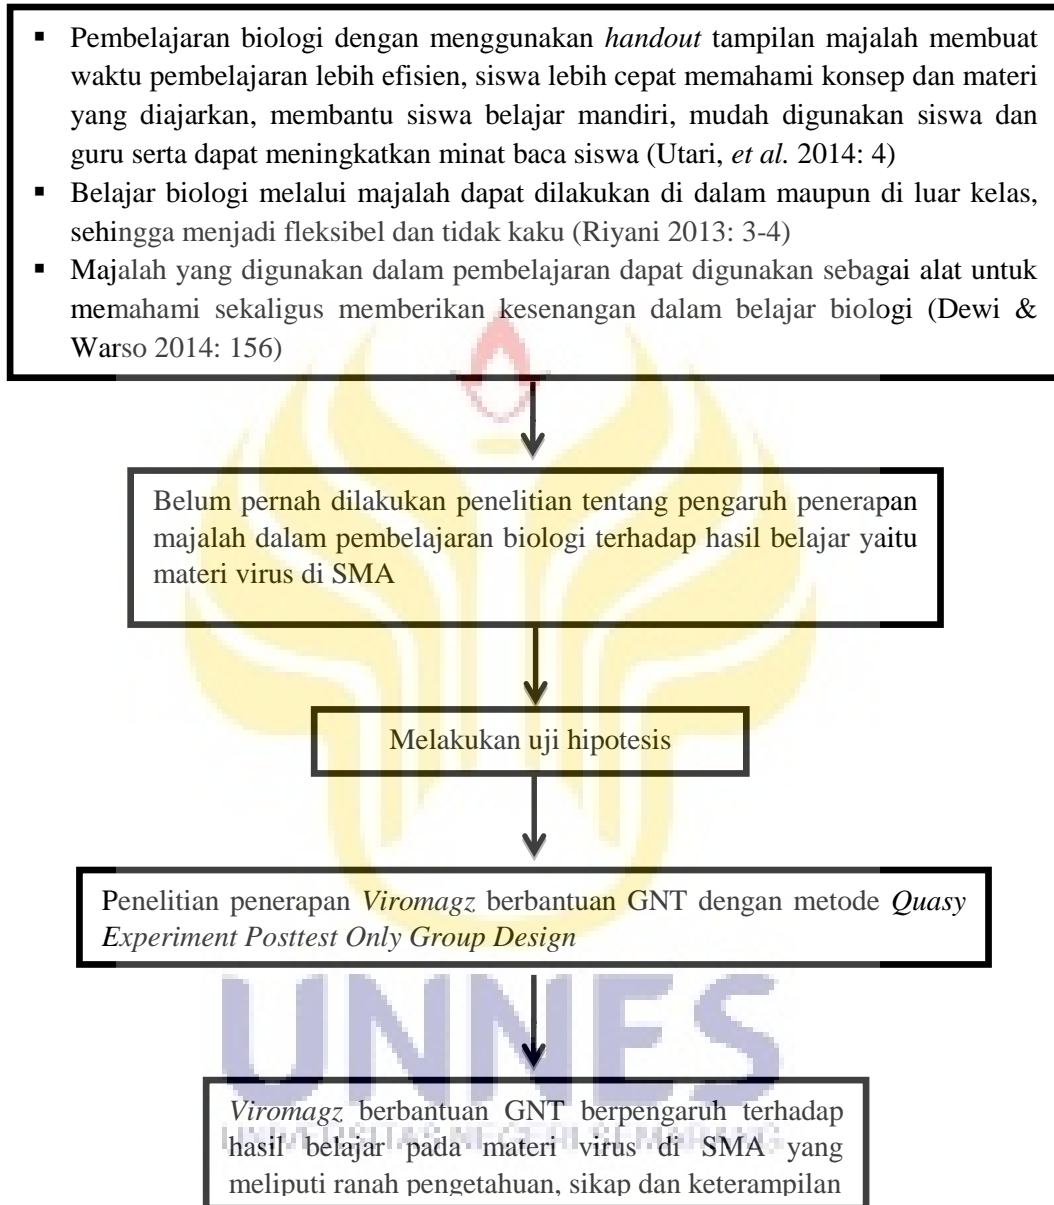 ▪ Pembelajaran biologi dengan menggunakan handout tampilan majalah membuat
waktu pembelajaran lebih efisien, siswa lebih cepat memahami konsep dan materi
yang diajarkan, membantu siswa belajar mandiri, mudah digunakan siswa dan
guru serta dapat meningkatkan minat baca siswa (Utari, et al. 2014: 4)
▪ Belajar biologi melalui majalah dapat dilakukan di dalam maupun di luar kelas,
sehingga menjadi fleksibel dan tidak kaku (Riyani 2013: 3-4)
▪ Majalah yang digunakan dalam pembelajaran dapat digunakan sebagai alat untuk
memahami sekaligus memberikan kesenangan dalam belajar biologi (Dewi &
Warso 2014: 156)
Belum pernah dilakukan penelitian tentang pengaruh penerapan
majalah dalam pembelajaran biologi terhadap hasil belajar yaitu
materi virus di SMA
Melakukan uji hipotesis
Penelitian penerapan Viromagz berbantuan GNT dengan metode Quasy
Experiment Posttest Only Group Design
UNNES
Viromagz berbantuan GNT berpengaruh terhadap
hasil belajar pada materi virus di SMA yang
meliputi ranah pengetahuan, sikap dan keterampilan